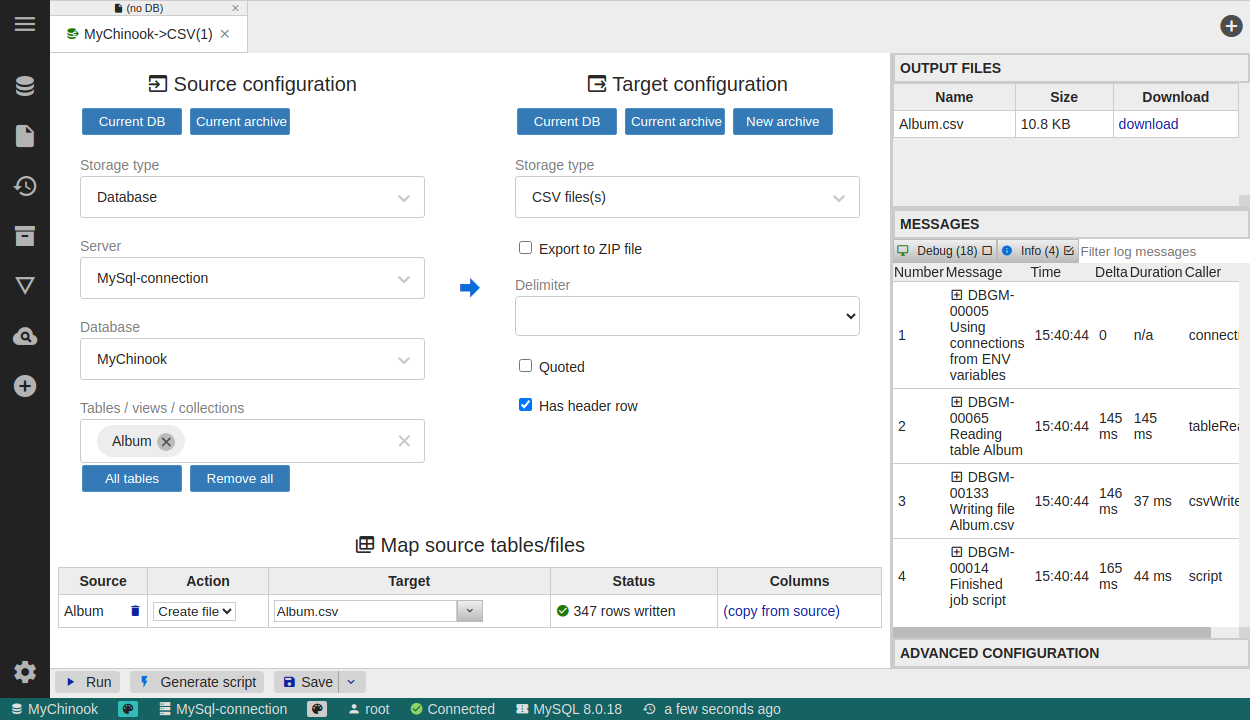 (no DB)
MyChinook->CSV(1)
Source configuration
Current DB
Current archive
Storage type
Database
Server
MySql-connection
Database
MyChinook
Tables / views / collections
Album
All tables
Remove all
Target configuration
Current DB
Current archive
New archive
Storage type
CSV files(s)
Export to ZIP file
Delimiter
Quoted
Has header row
Map source tables/files
Source Action Target Status Columns
Album Create file Album.csv 347 rows written (copy from source)
Run
Generate script
Save
OUTPUT FILES
Name Size Download
Album.csv 10.8 KB download
MESSAGES
Debug (18) Info (4) Filter log messages
Number Message Time Delta Duration Caller
1 DBGM-
00005
Using
connections
from ENV
variables
15:40:44 0 n/a connecti
2 DBGM-
00065
Reading
table Album
15:40:44 145
ms 145
ms tableRea
3 DBGM-
00133
Writing file
Album.csv
15:40:44 146
ms 37 ms csvWrite
4 DBGM-
00014
Finished
job script
15:40:44 165
ms 44 ms script
ADVANCED CONFIGURATION
MyChinook MySql-connection root Connected MySQL 8.0.18 a few seconds ago